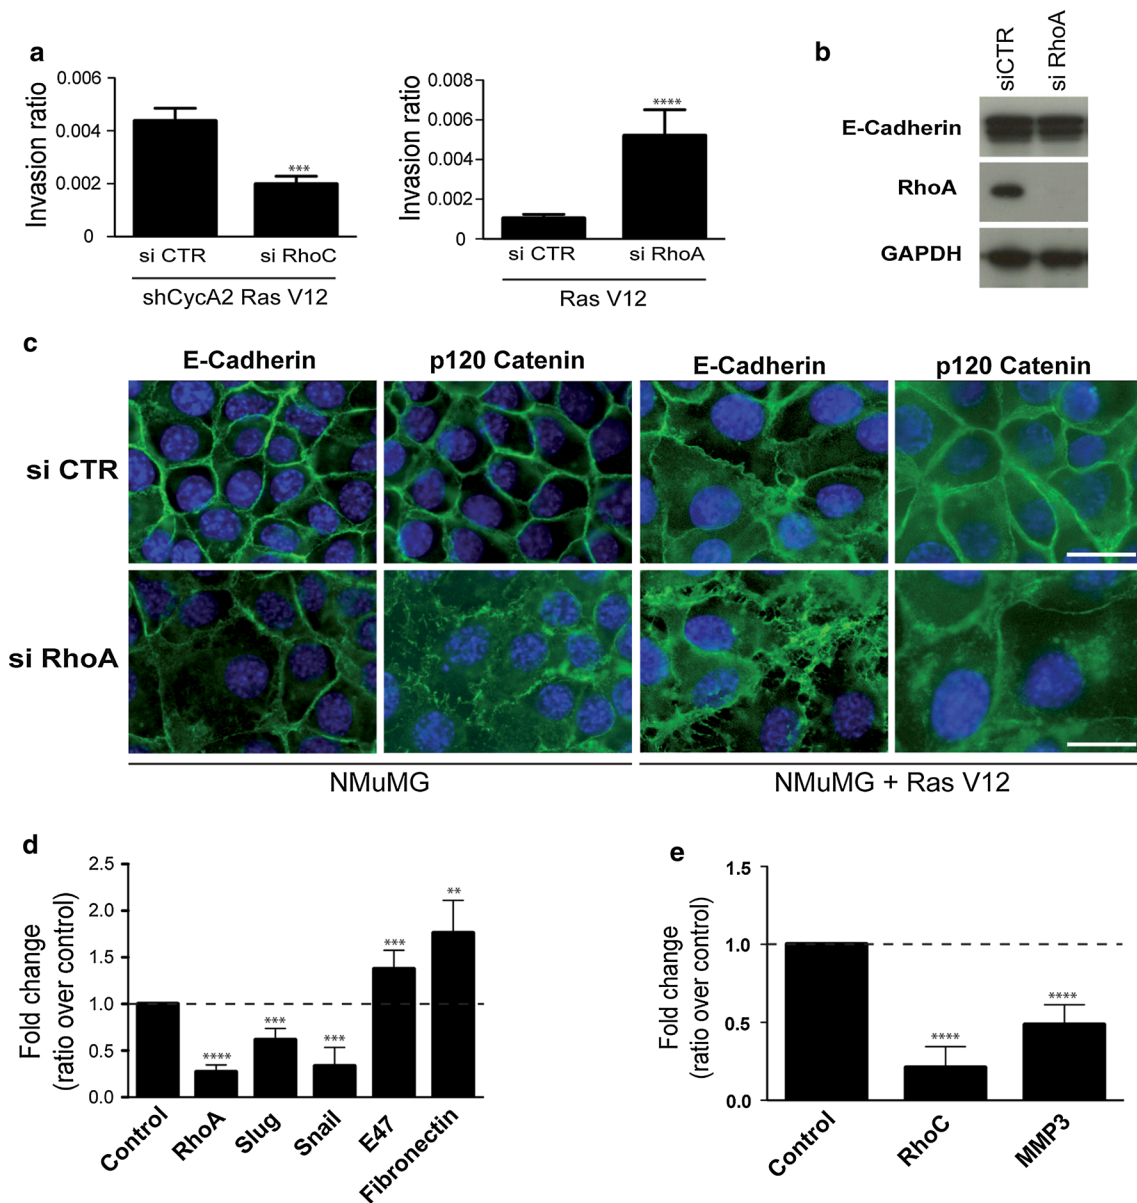 a
Invasion ratio
0.006
0.004
0.002
0
***
si CTR
si RhoC
shCycA2 Ras V12
Invasion ratio
0.008
0.006
0.004
0.002
0
****
si CTR
si RhoA
Ras V12
b
siCTR
si RhoA
E-Cadherin
RhoA
GAPDH
c
E-Cadherin
p120 Catenin
E-Cadherin
p120 Catenin
si CTR
si RhoA
NMuMG
NMuMG + Ras V12
d
Fold change
(ratio over control)
2.5
2.0
1.5
1.0
0.5
0.0
****
***
***
***
**
Control
RhoA
Slug
Snail
E47
Fibronectin
e
Fold change
(ratio over control)
1.5
1.0
0.5
0.0
****
****
Control
RhoC
MMP3